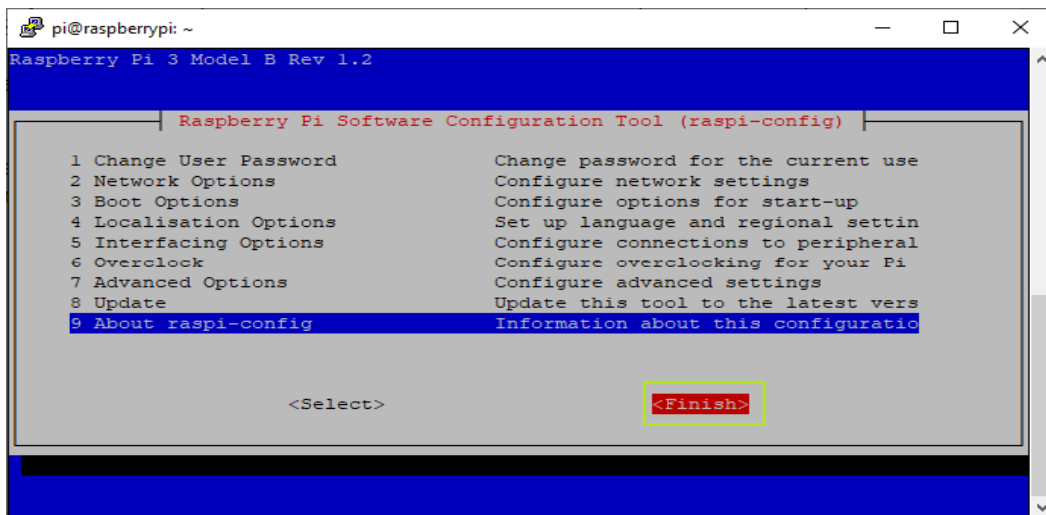 pi@raspberrypi: ~
Raspberry Pi 3 Model B Rev 1.2
Raspberry Pi Software Configuration Tool (raspi-config)
1 Change User Password Change password for the current use
2 Network Options Configure network settings
3 Boot Options Configure options for start-up
4 Localisation Options Set up language and regional settin
5 Interfacing Options Configure connections to peripheral
6 Overclock Configure overclocking for your Pi
7 Advanced Options Configure advanced settings
8 Update Update this tool to the latest vers
9 About raspi-config Information about this configuratio
<Select> <Finish>